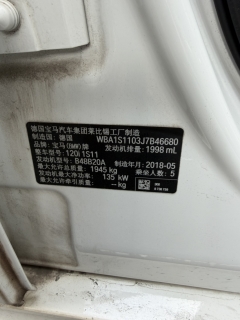 德国宝马汽车集团莱比锡工厂制造
制造国:德国 WBA1S1103J7B46680
品牌:宝马(BMW)牌 发动机排量:1998 mL
整车型号:120i 1S11
发动机型号:B48B20A 制造年月:2018-05
最大允许总质量:1945 kg 乘坐人数:5
发动机最大净功率:135 kW
最大允许牵引质量:—kg